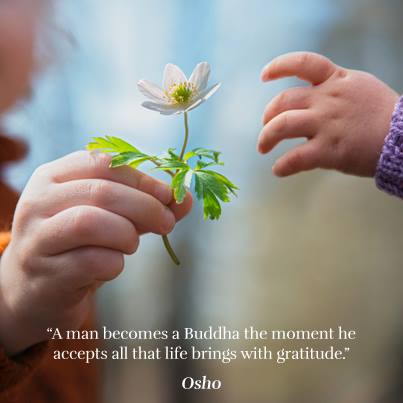 “A man becomes a Buddha the moment he
accepts all that life brings with gratitude.”
Osho